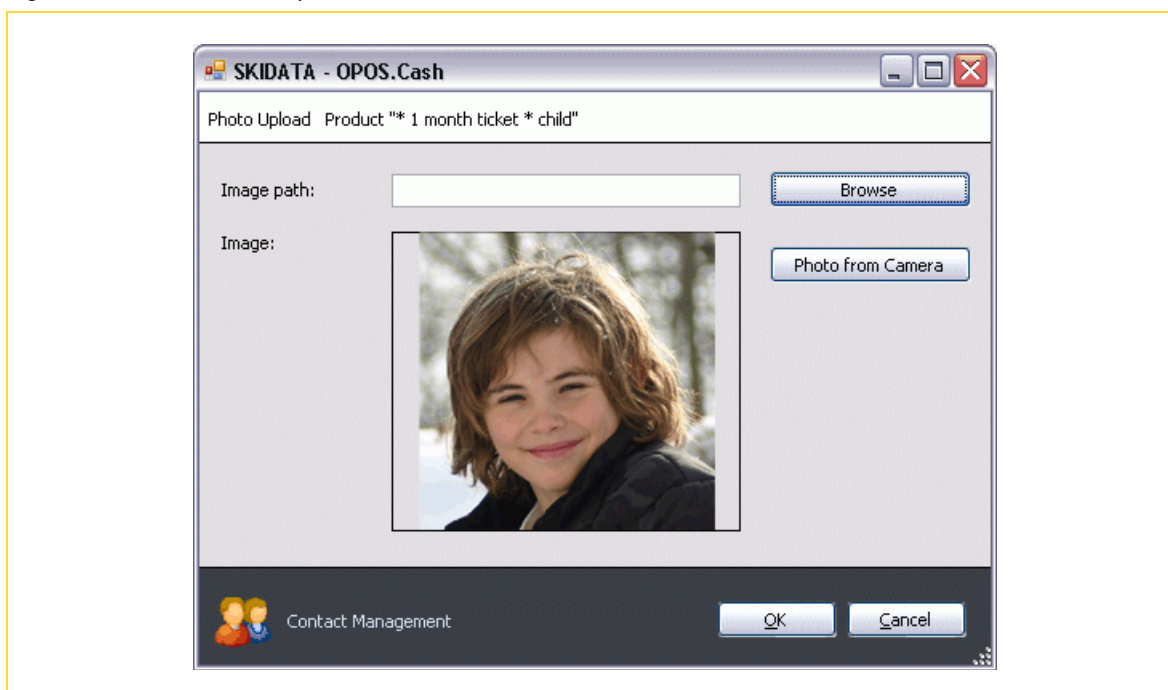 SKIDATA - OPOS.Cash
Photo Upload Product "* 1 month ticket * child"
Image path:
Browse
Image:
Photo from Camera
Contact Management
OK
Cancel